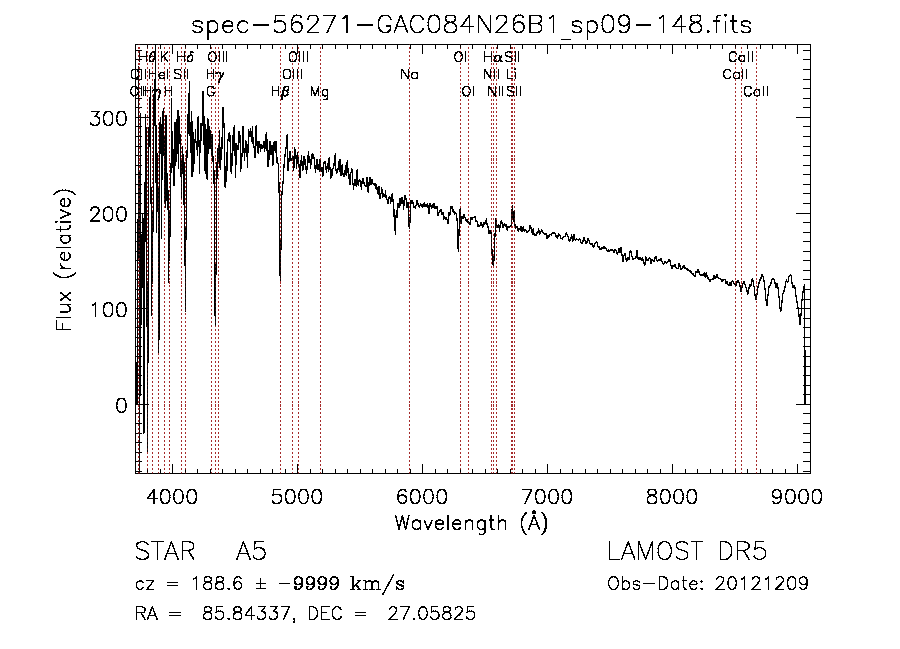 spec-56271-GAC084N26B1_sp09-148.fits
Hδ OIII OIII OI Hα SII CaII
Hγ OIII Na NII Li CaII
G Hβ Mg OI NII SII CaII
300
200
100
0
Flux (relative)
4000 5000 6000 7000 8000 9000
Wavelength (Å)
STAR A5 LAMOST DR5
cz = 188.6 ± -9999 km/s Obs-Date: 20121209
RA = 85.84337, DEC = 27.05825